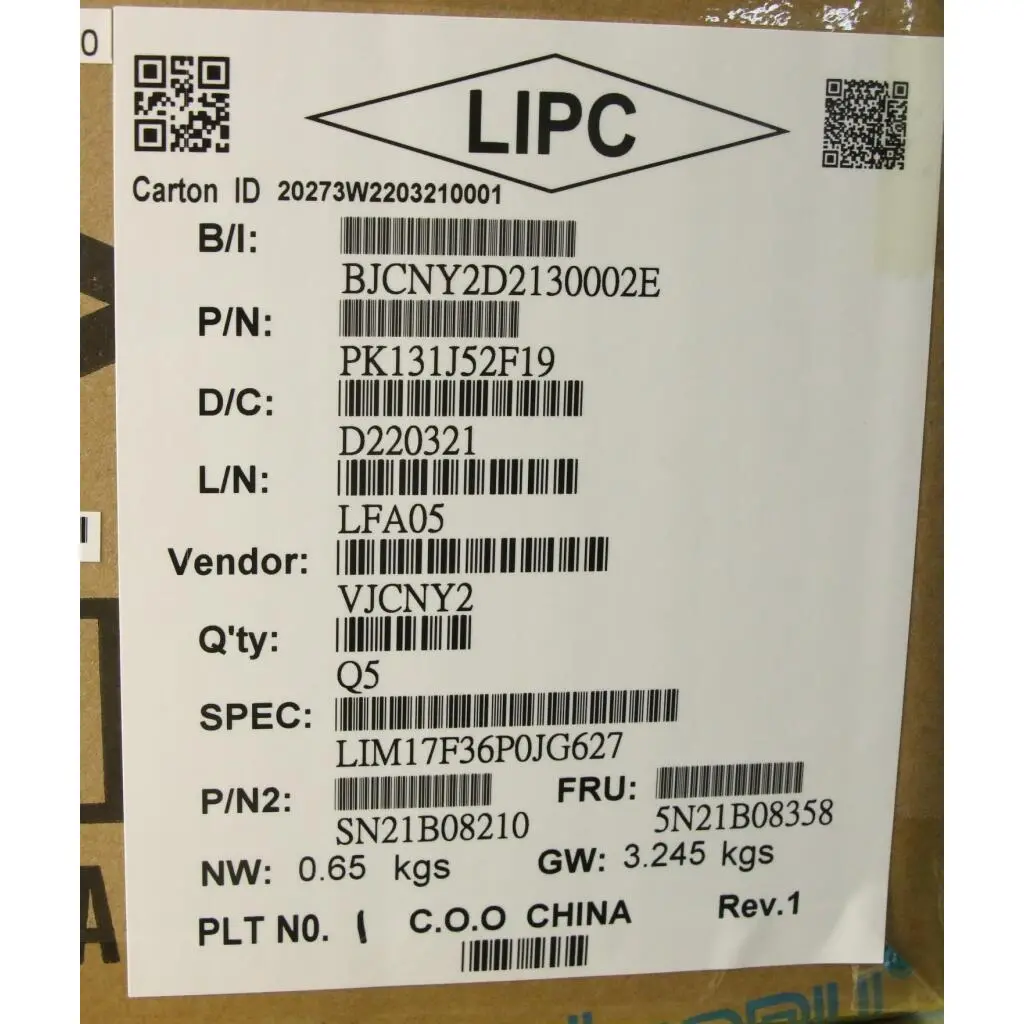 0
LIPC
Carton ID 20273W2203210001
B/I:
BJCNY2D2130002E
P/N:
PK131J52F19
D/C:
D220321
L/N:
LFA05
Vendor:
VJCNY2
Q'ty:
Q5
SPEC:
LIM17F36P0JG627
P/N2:
SN21B08210
FRU:
5N21B08358
NW: 0.65 kgs GW: 3.245 kgs
PLT N0. 1 C.O.O CHINA Rev.1
A